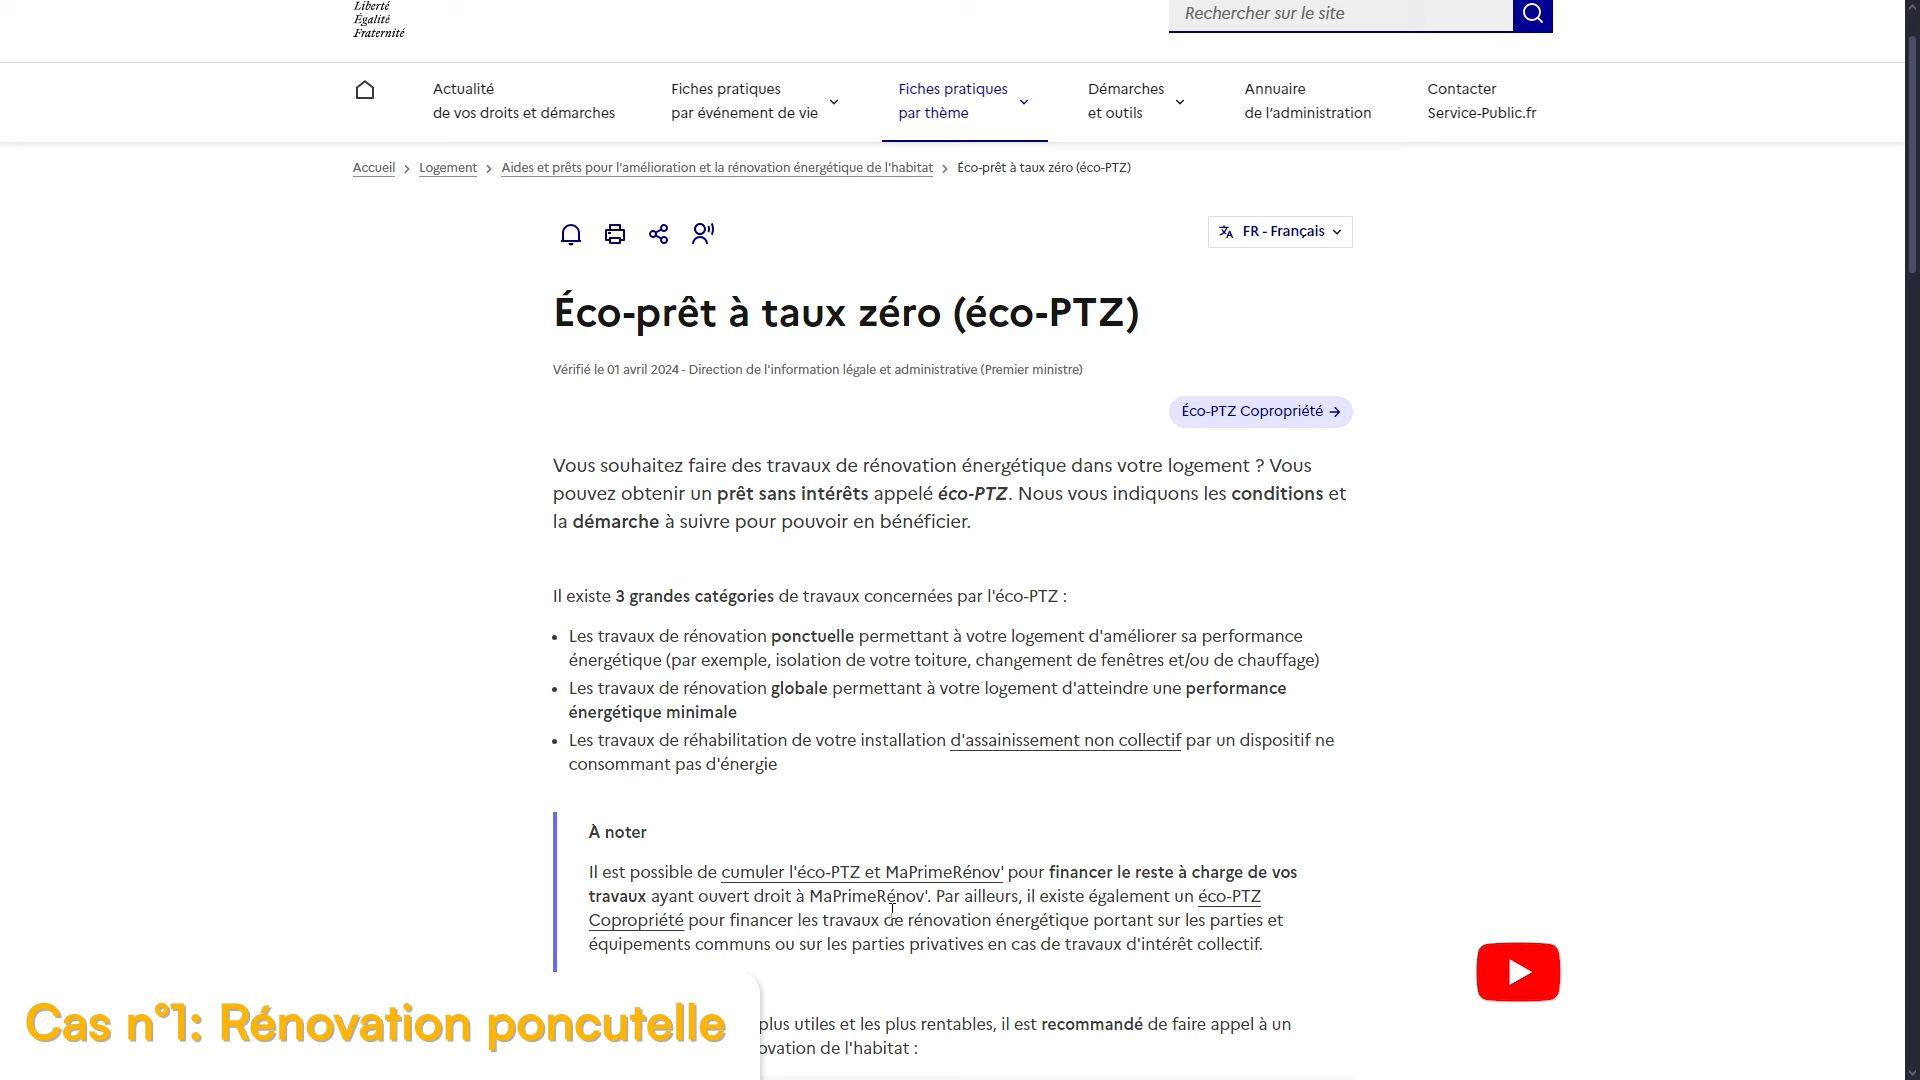 Liberté
Égalité
Fraternité
Rechercher sur le site
Actualité
de vos droits et démarches
Fiches pratiques
par événement de vie
Fiches pratiques
par thème
Démarches
et outils
Annuaire
de l’administration
Contacter
Service-Public.fr
Accueil > Logement > Aides et prêts pour l'amélioration et la rénovation énergétique de l'habitat > Éco-prêt à taux zéro (éco-PTZ)
FR - Français
Éco-prêt à taux zéro (éco-PTZ)
Vérifié le 01 avril 2024 - Direction de l'information légale et administrative (Premier ministre)
Éco-PTZ Copropriété →
Vous souhaitez faire des travaux de rénovation énergétique dans votre logement ? Vous
pouvez obtenir un prêt sans intérêts appelé éco-PTZ. Nous vous indiquons les conditions et
la démarche à suivre pour pouvoir en bénéficier.
Il existe 3 grandes catégories de travaux concernées par l'éco-PTZ :
• Les travaux de rénovation ponctuelle permettant à votre logement d'améliorer sa performance
énergétique (par exemple, isolation de votre toiture, changement de fenêtres et/ou de chauffage)
• Les travaux de rénovation globale permettant à votre logement d'atteindre une performance
énergétique minimale
• Les travaux de réhabilitation de votre installation d'assainissement non collectif par un dispositif ne
consommant pas d'énergie
À noter
Il est possible de cumuler l'éco-PTZ et MaPrimeRénov' pour financer le reste à charge de vos
travaux ayant ouvert droit à MaPrimeRénov'. Par ailleurs, il existe également un éco-PTZ
Copropriété pour financer les travaux de rénovation énergétique portant sur les parties et
équipements communs ou sur les parties privatives en cas de travaux d'intérêt collectif.
plus utiles et les plus rentables, il est recommandé de faire appel à un
ovation de l'habitat :
Cas n°1: Rénovation poncutelle